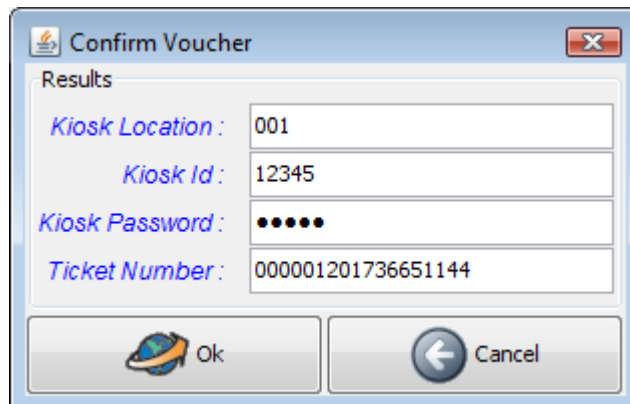 Confirm Voucher
Results
Kiosk Location : 001
Kiosk Id : 12345
Kiosk Password : •••••
Ticket Number : 000001201736651144
Ok Cancel